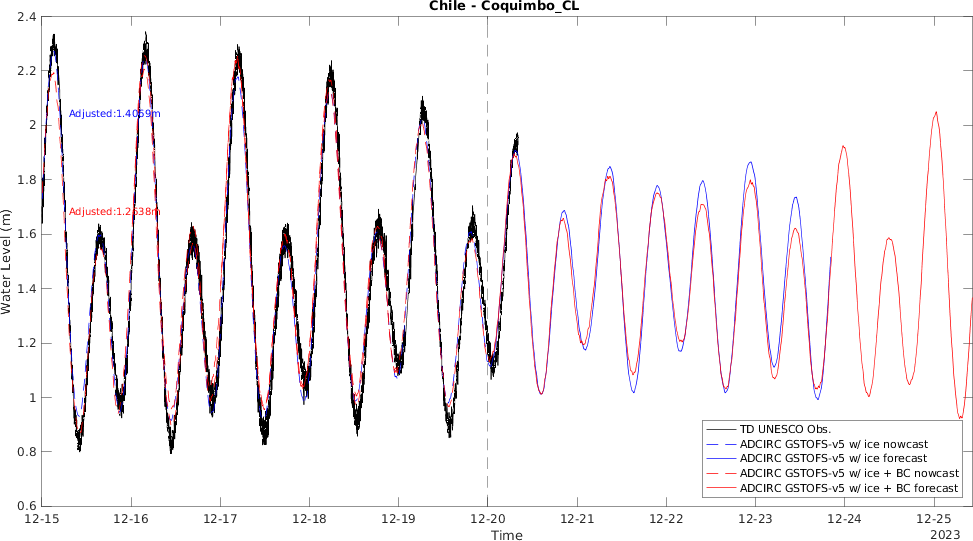 Chile - Coquimbo_CL
2.4
2.2
2
1.8
1.6
1.4
1.2
1
0.8
0.6
Water Level (m)
Adjusted:1.4059m
Adjusted:1.2638m
TD UNESCO Obs.
ADCIRC GSTOFS-v5 w/ ice nowcast
ADCIRC GSTOFS-v5 w/ ice forecast
ADCIRC GSTOFS-v5 w/ ice + BC nowcast
ADCIRC GSTOFS-v5 w/ ice + BC forecast
12-15 12-16 12-17 12-18 12-19 12-20 12-21 12-22 12-23 12-24 12-25
2023
Time